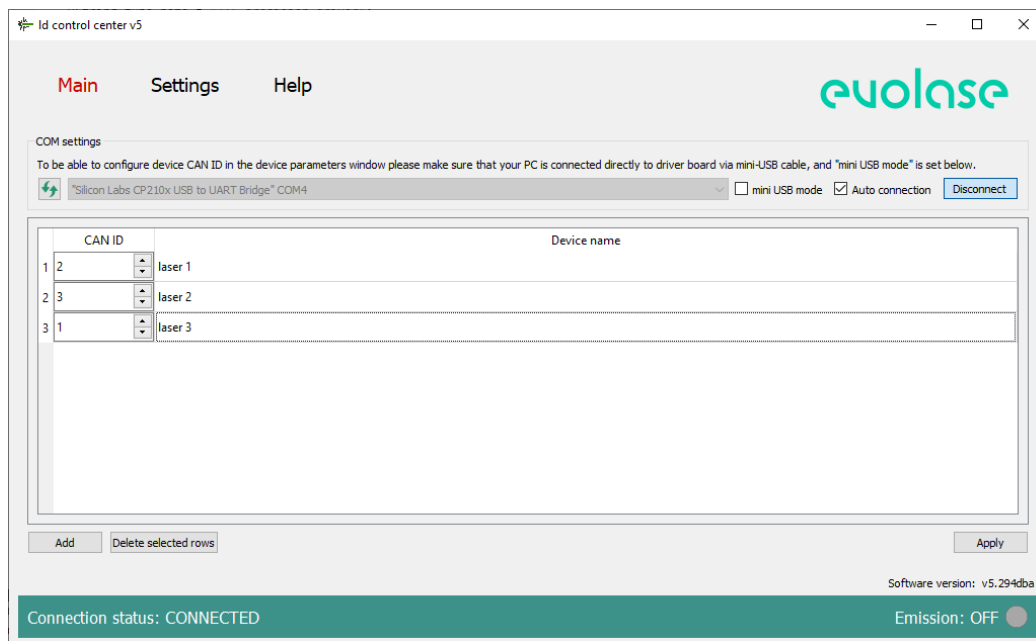 ld control center v5
Main Settings Help
evolase
COM settings
To be able to configure device CAN ID in the device parameters window please make sure that your PC is connected directly to driver board via mini-USB cable, and "mini USB mode" is set below.
"Silicon Labs CP210x USB to UART Bridge" COM4 mini USB mode Auto connection Disconnect
CAN ID Device name
1 2 laser 1
2 3 laser 2
3 1 laser 3
Add Delete selected rows Apply
Software version: v5.294dba
Connection status: CONNECTED Emission: OFF